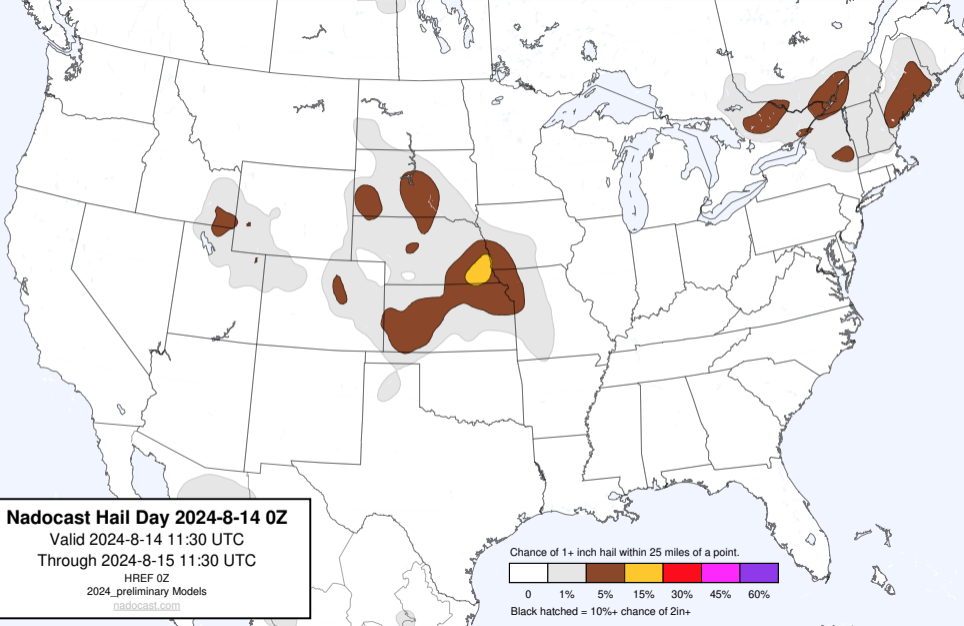 Nadocast Hail Day 2024-8-14 0Z
Valid 2024-8-14 11:30 UTC
Through 2024-8-15 11:30 UTC
HREF 0Z
2024_preliminary Models
nadocast.com
Chance of 1+ inch hail within 25 miles of a point.
0 1% 5% 15% 30% 45% 60%
Black hatched = 10%+ chance of 2in+